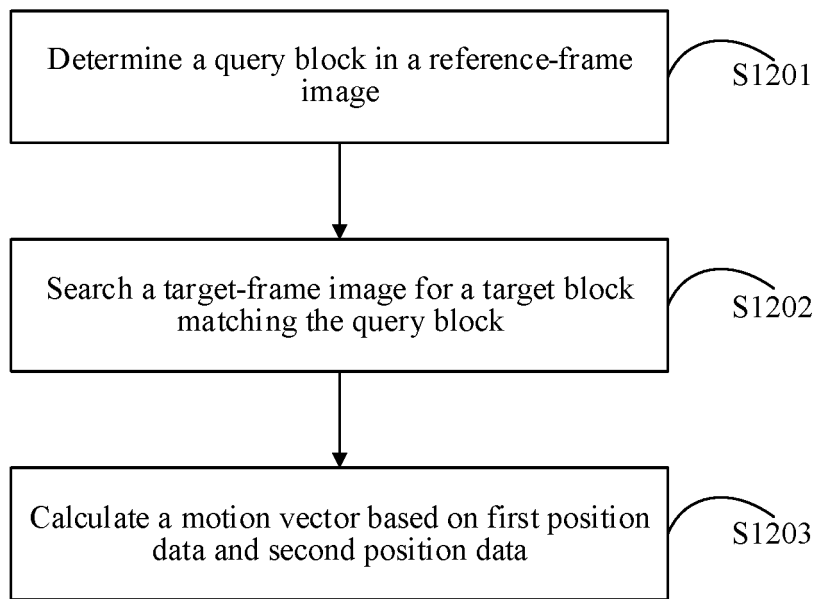 Determine a query block in a reference-frame
image
S1201
Search a target-frame image for a target block
matching the query block
S1202
Calculate a motion vector based on first position
data and second position data
S1203